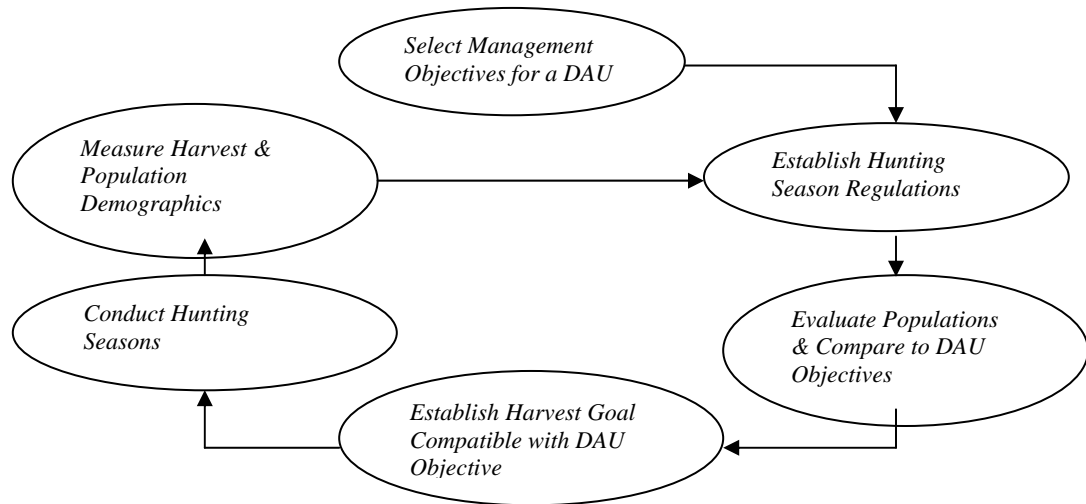 Select Management
Objectives for a DAU
Measure Harvest &
Population
Demographics
Establish Hunting
Season Regulations
Conduct Hunting
Seasons
Evaluate Populations
& Compare to DAU
Objectives
Establish Harvest Goal
Compatible with DAU
Objective